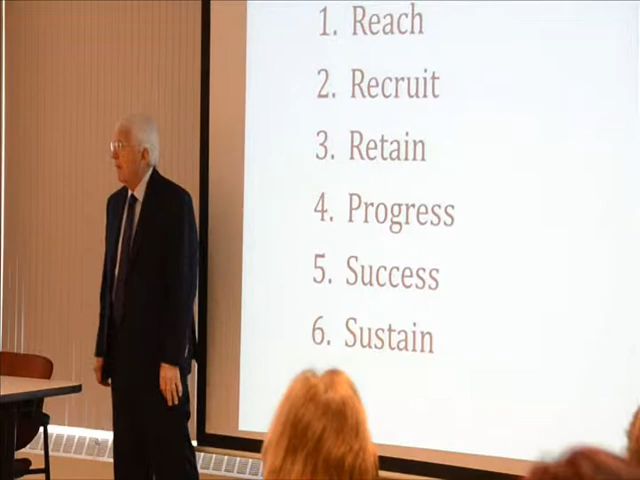 1. Reach
2. Recruit
3. Retain
4. Progress
5. Success
6. Sustain